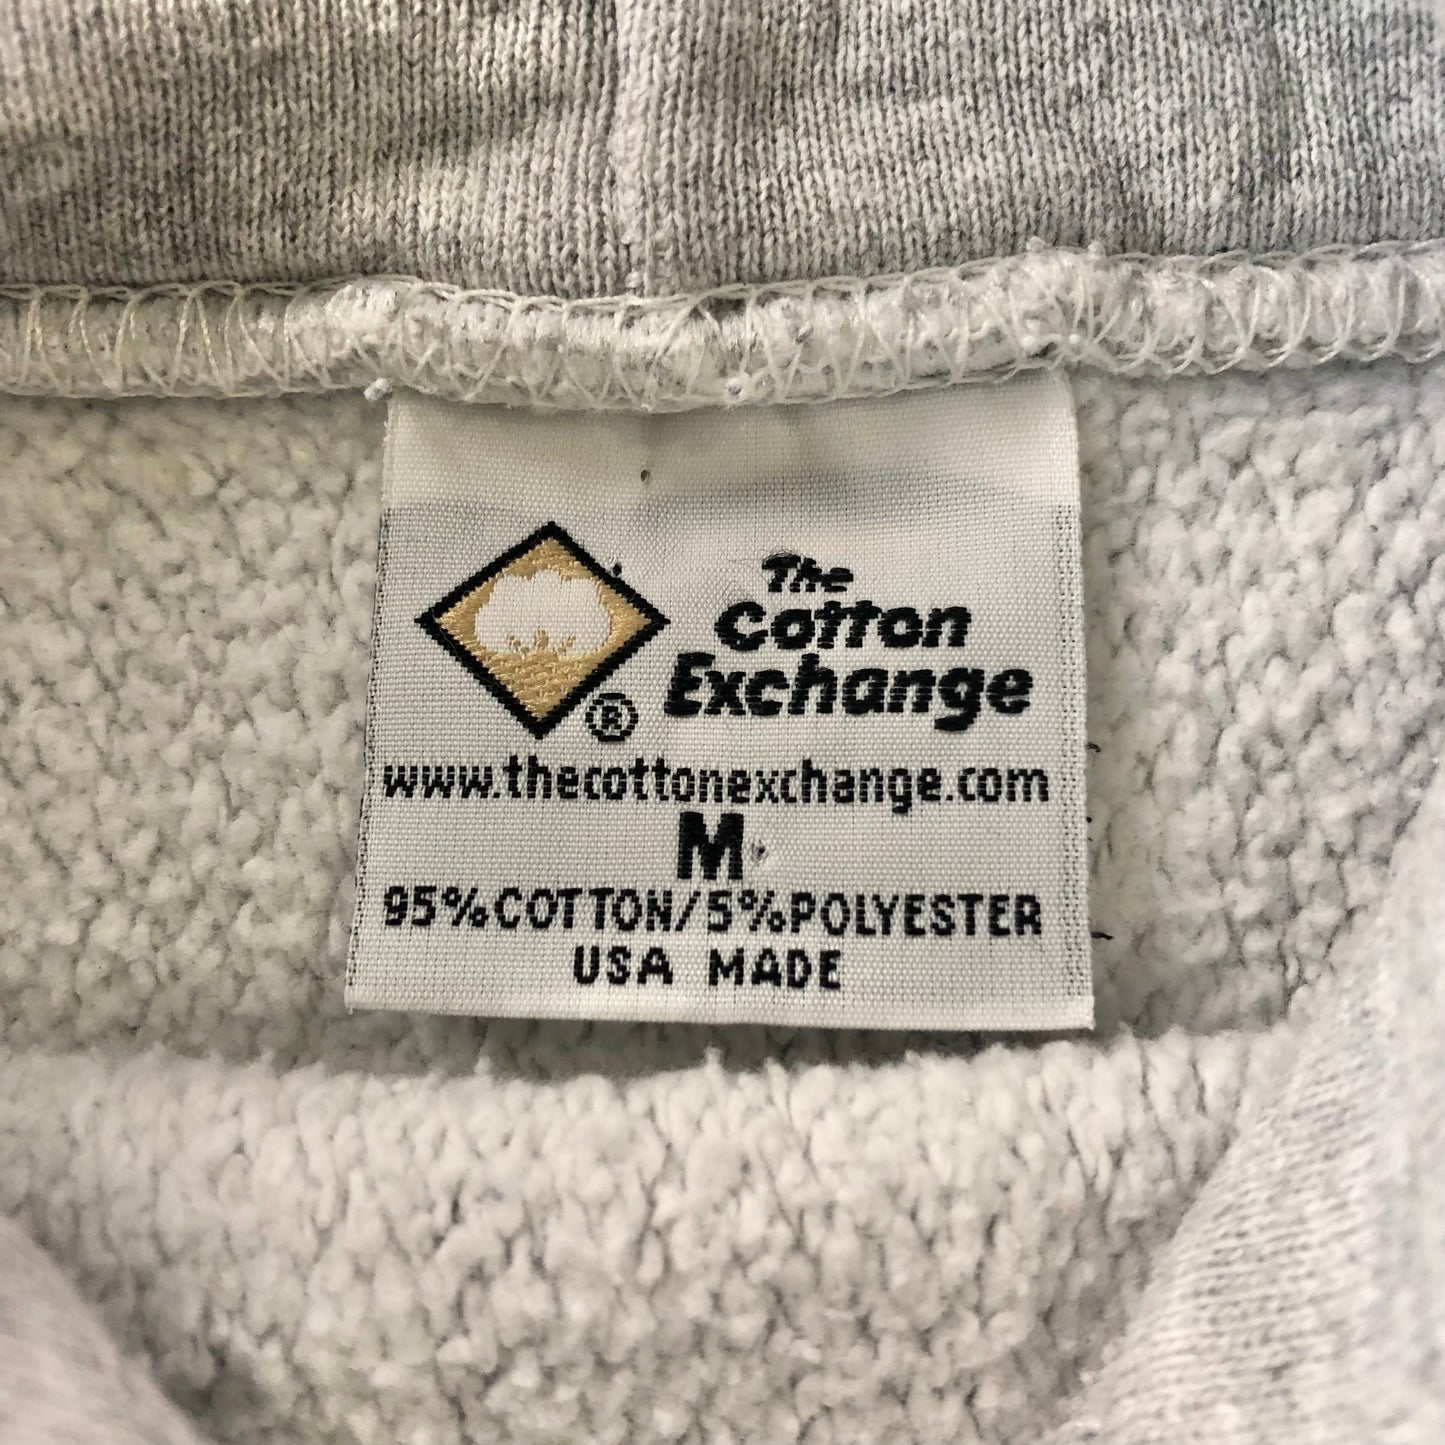 The
Cotton
Exchange
®
www.thecottonexchange.com
M
95%COTTON/5%POLYESTER
USA MADE